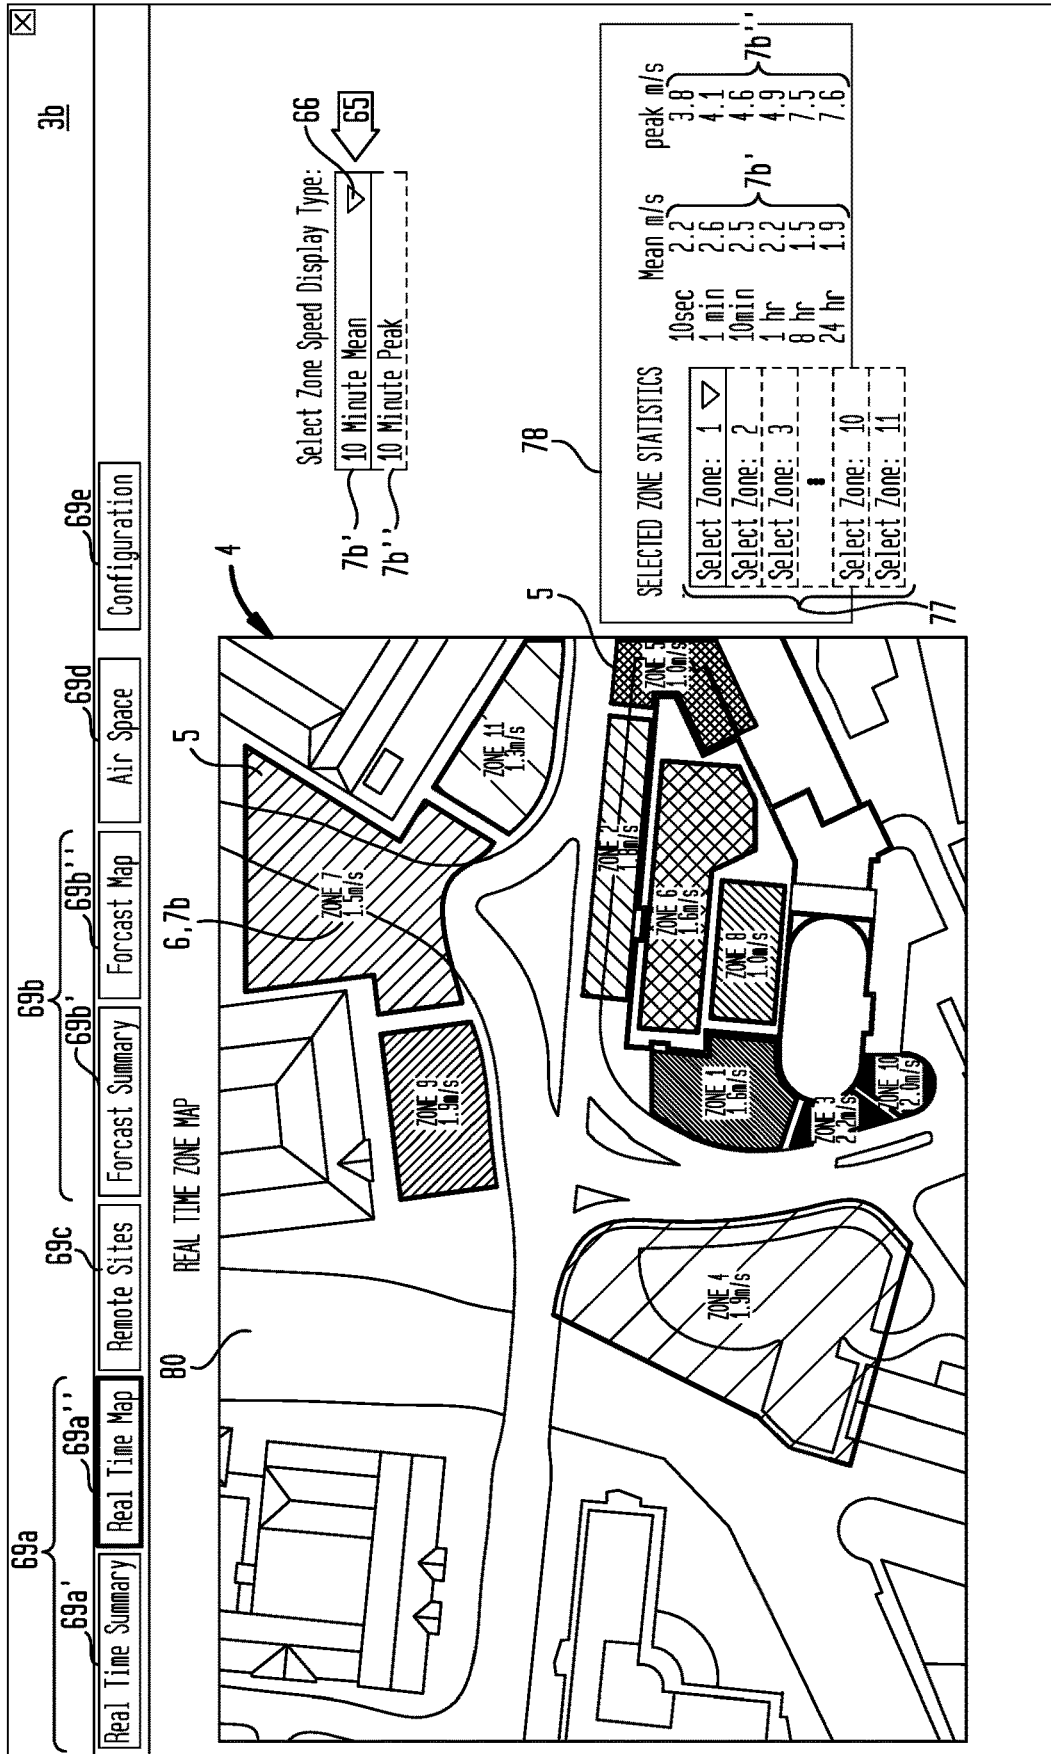 3b
69a
69a' 69a'' 69c 69b 69b' 69b'' 69d 69e
Real Time Summary Real Time Map Remote Sites Forcast Summary Forcast Map Air Space Configuration
REAL TIME ZONE MAP
80
6,7b
5
4
ZONE 7
1.5m/s
ZONE 9
1.9m/s
ZONE 11
1.3m/s
ZONE 2
1.8m/s
ZONE 5
1.0m/s
5
ZONE 6
1.6m/s
ZONE 8
1.0m/s
ZONE 1
1.6m/s
ZONE 3
2.2m/s
ZONE 10
2.0m/s
ZONE 4
1.9m/s
Select Zone Speed Display Type:
7b' 10 Minute Mean 66 65
7b'' 10 Minute Peak
78
SELECTED ZONE STATISTICS
Mean m/s peak m/s
10sec 2.2 3.8
1 min 2.6 4.1
10min 2.5 4.6
1 hr 2.2 4.9
8 hr 1.5 7.5
24 hr 1.9 7.6
7b' 7b''
Select Zone: 1
Select Zone: 2
Select Zone: 3
Select Zone: 10
Select Zone: 11
77